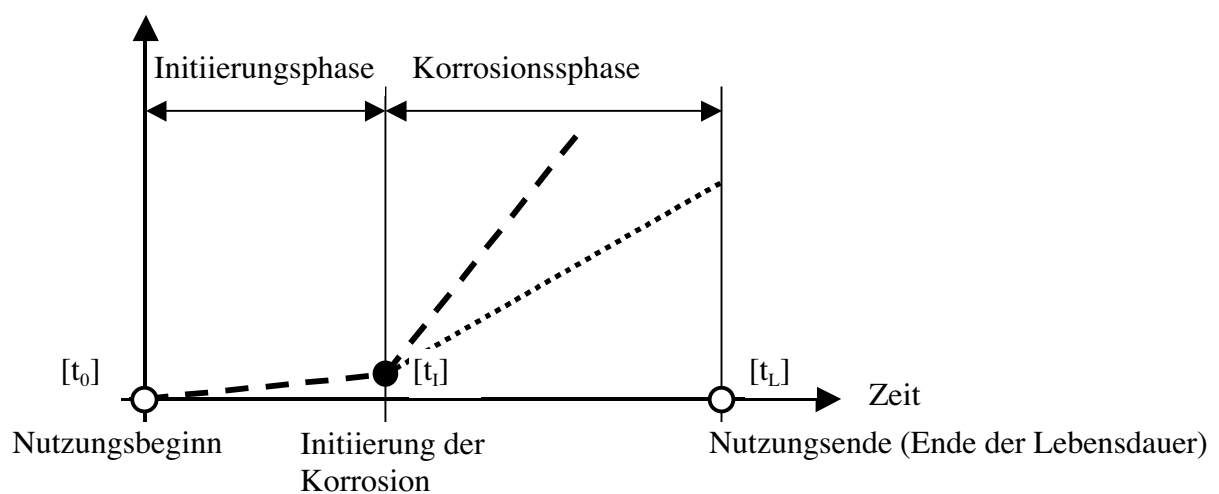 Initiierungsphase
Korrosionssphase
[t₀]
[tI]
[tL]
Zeit
Nutzungsbeginn
Initiierung der
Korrosion
Nutzungsende (Ende der Lebensdauer)